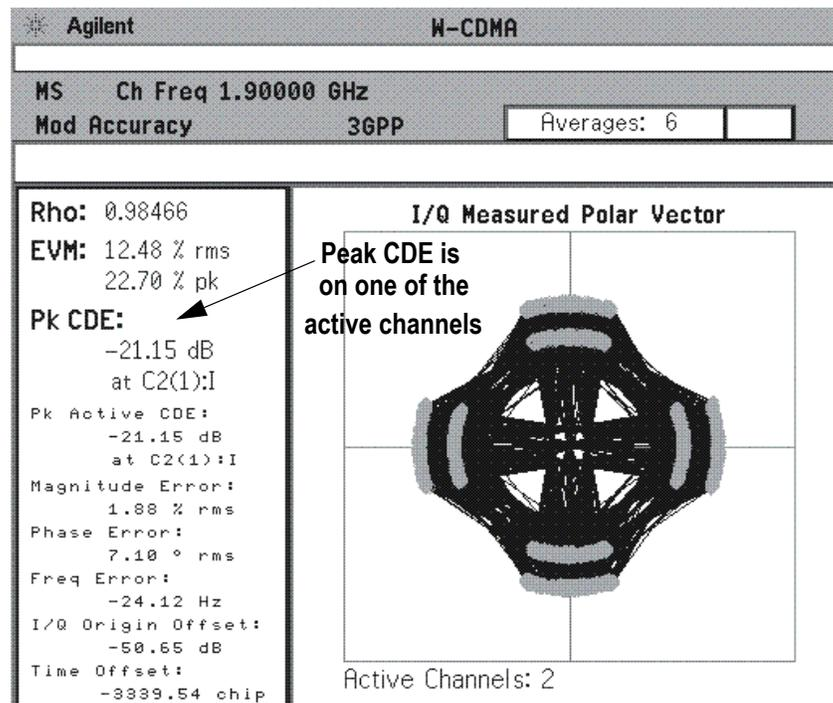 Agilent W-CDMA
MS Ch Freq 1.90000 GHz
Mod Accuracy 3GPP Averages: 6
Rho: 0.98466
EVM: 12.48 % rms
22.70 % pk
Pk CDE:
-21.15 dB
at C2(1):I
Pk Active CDE:
-21.15 dB
at C2(1):I
Magnitude Error:
1.88 % rms
Phase Error:
7.10 ° rms
Freq Error:
-24.12 Hz
I/Q Origin Offset:
-50.65 dB
Time Offset:
-3339.54 chip
I/Q Measured Polar Vector
Peak CDE is
on one of the
active channels
Active Channels: 2